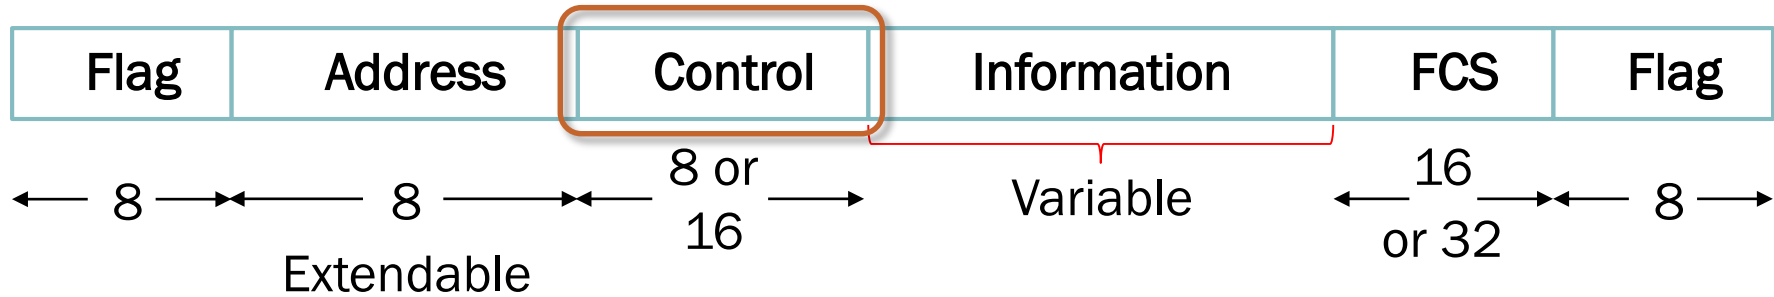 Flag Address Control Information FCS Flag
8 8 8 or 16 Variable 16 or 32 8
Extendable